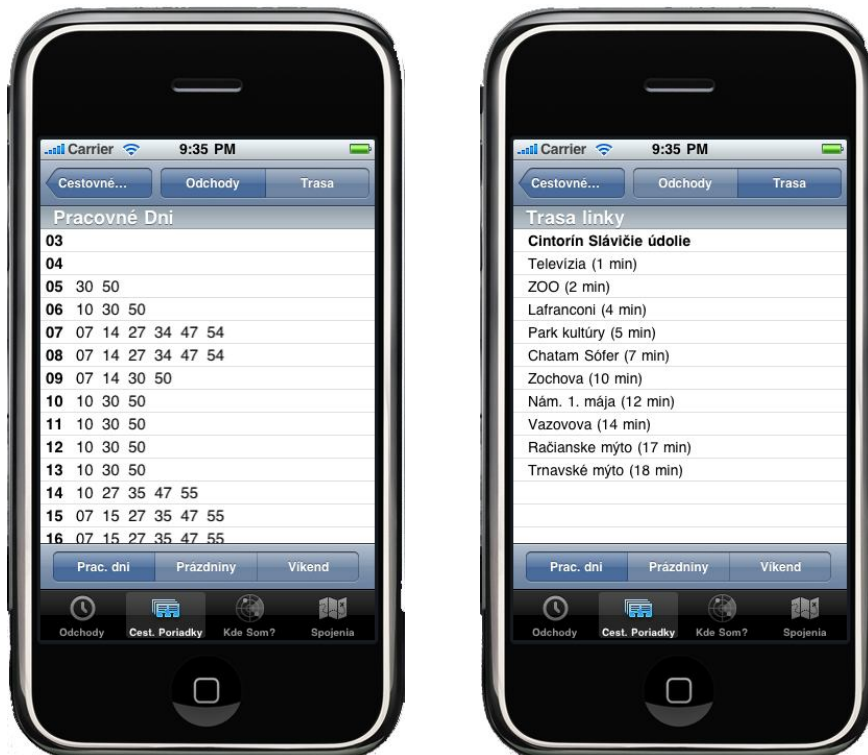 Carrier 9:35 PM
Cestovné... Odchody Trasa
Pracovné Dni
03
04
05 30 50
06 10 30 50
07 07 14 27 34 47 54
08 07 14 27 34 47 54
09 07 14 30 50
10 10 30 50
11 10 30 50
12 10 30 50
13 10 30 50
14 10 27 35 47 55
15 07 15 27 35 47 55
16 07 15 27 35 47 55
Prac. dni Prázdniny Víkend
Odchody Cest. Poriadky Kde Som? Spojenia
Carrier 9:35 PM
Cestovné... Odchody Trasa
Trasa linky
Cintorín Slávičie údolie
Televízia (1 min)
ZOO (2 min)
Lafranconi (4 min)
Park kultúry (5 min)
Chatam Sófer (7 min)
Zochova (10 min)
Nám. 1. mája (12 min)
Vazovova (14 min)
Račianske mýto (17 min)
Trnavské mýto (18 min)
Prac. dni Prázdniny Víkend
Odchody Cest. Poriadky Kde Som? Spojenia